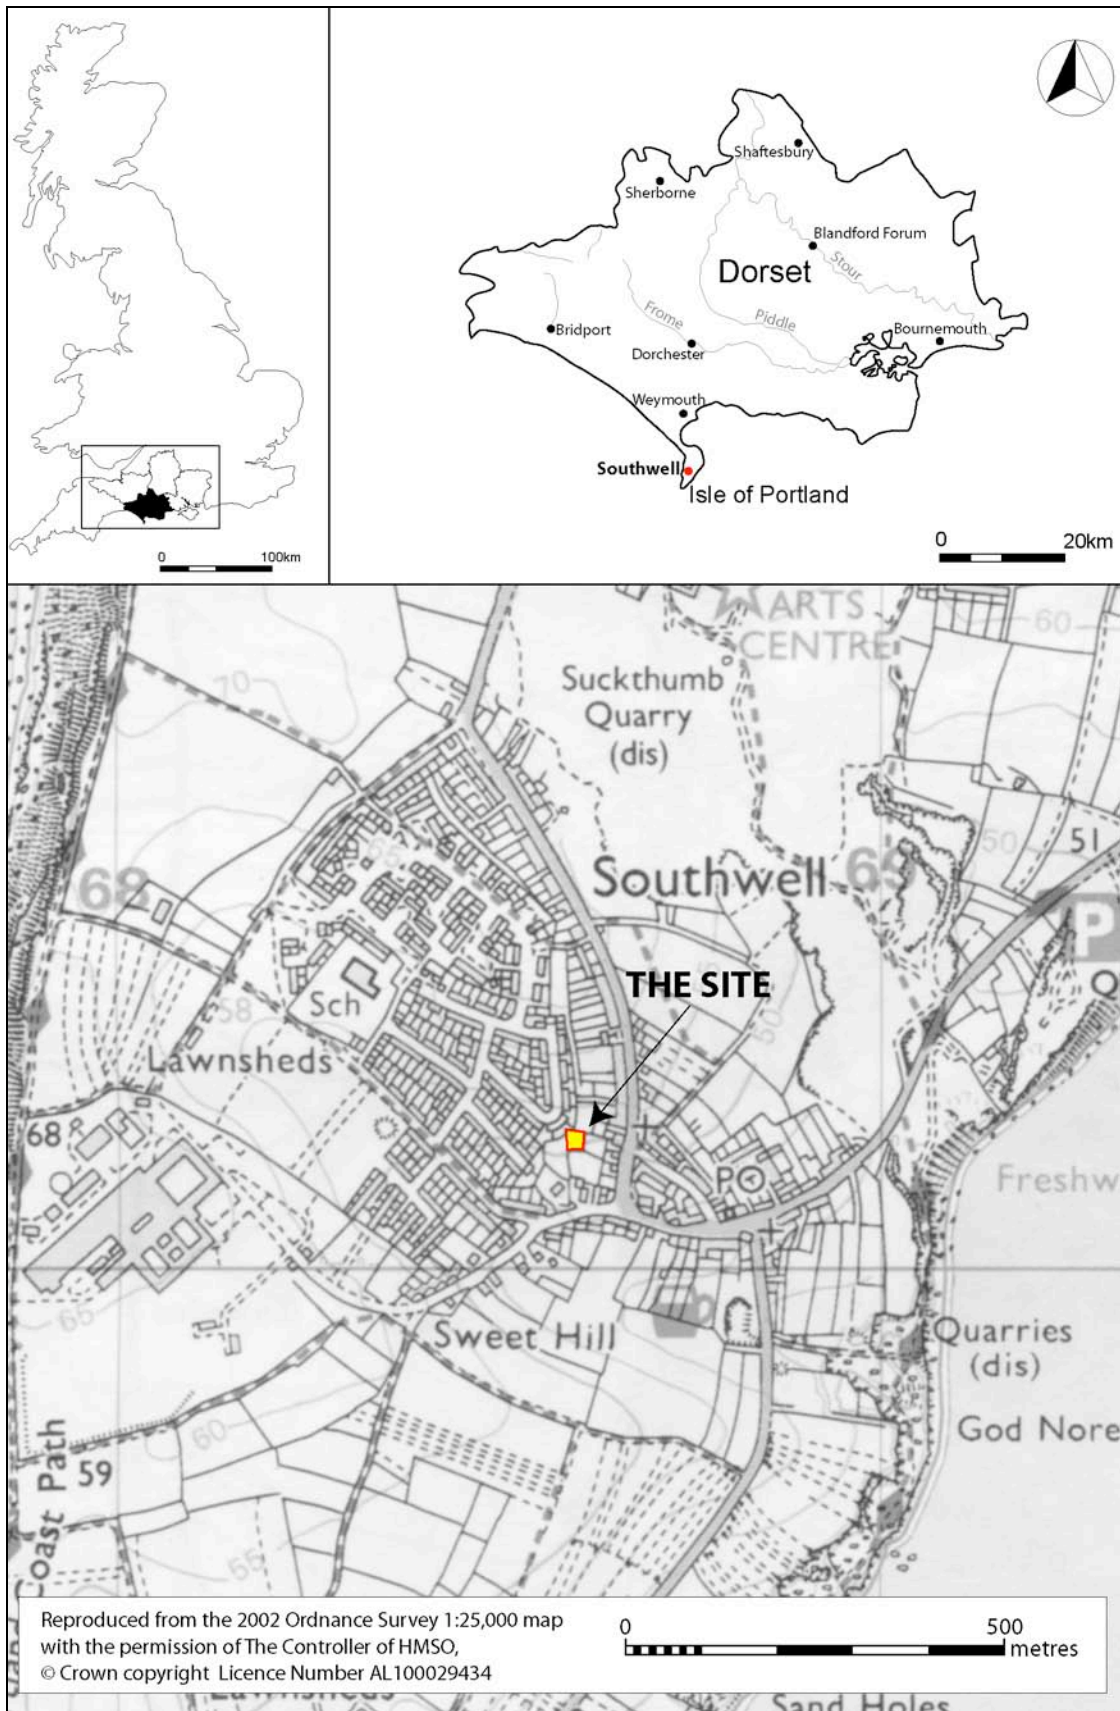 0
100km
Shaftesbury
Sherborne
Blandford Forum
Dorset
Stour
Frome
Piddle
Bridport
Dorchester
Bournemouth
Weymouth
Southwell
Isle of Portland
0
20km
ARTS
CENTRE
60
Suckthumb
Quarry
(dis)
70
65
50
51
Southwell
68
69
P
THE SITE
Sch
58
50
Lawnsheds
68
P
Freshw
65
Sweet Hill
Quarries
(dis)
60
God Nore
59
Coast Path
65
Reproduced from the 2002 Ordnance Survey 1:25,000 map
with the permission of The Controller of HMSO,
© Crown copyright Licence Number AL100029434
0
500
metres
Lawnsheds
Sand Holes